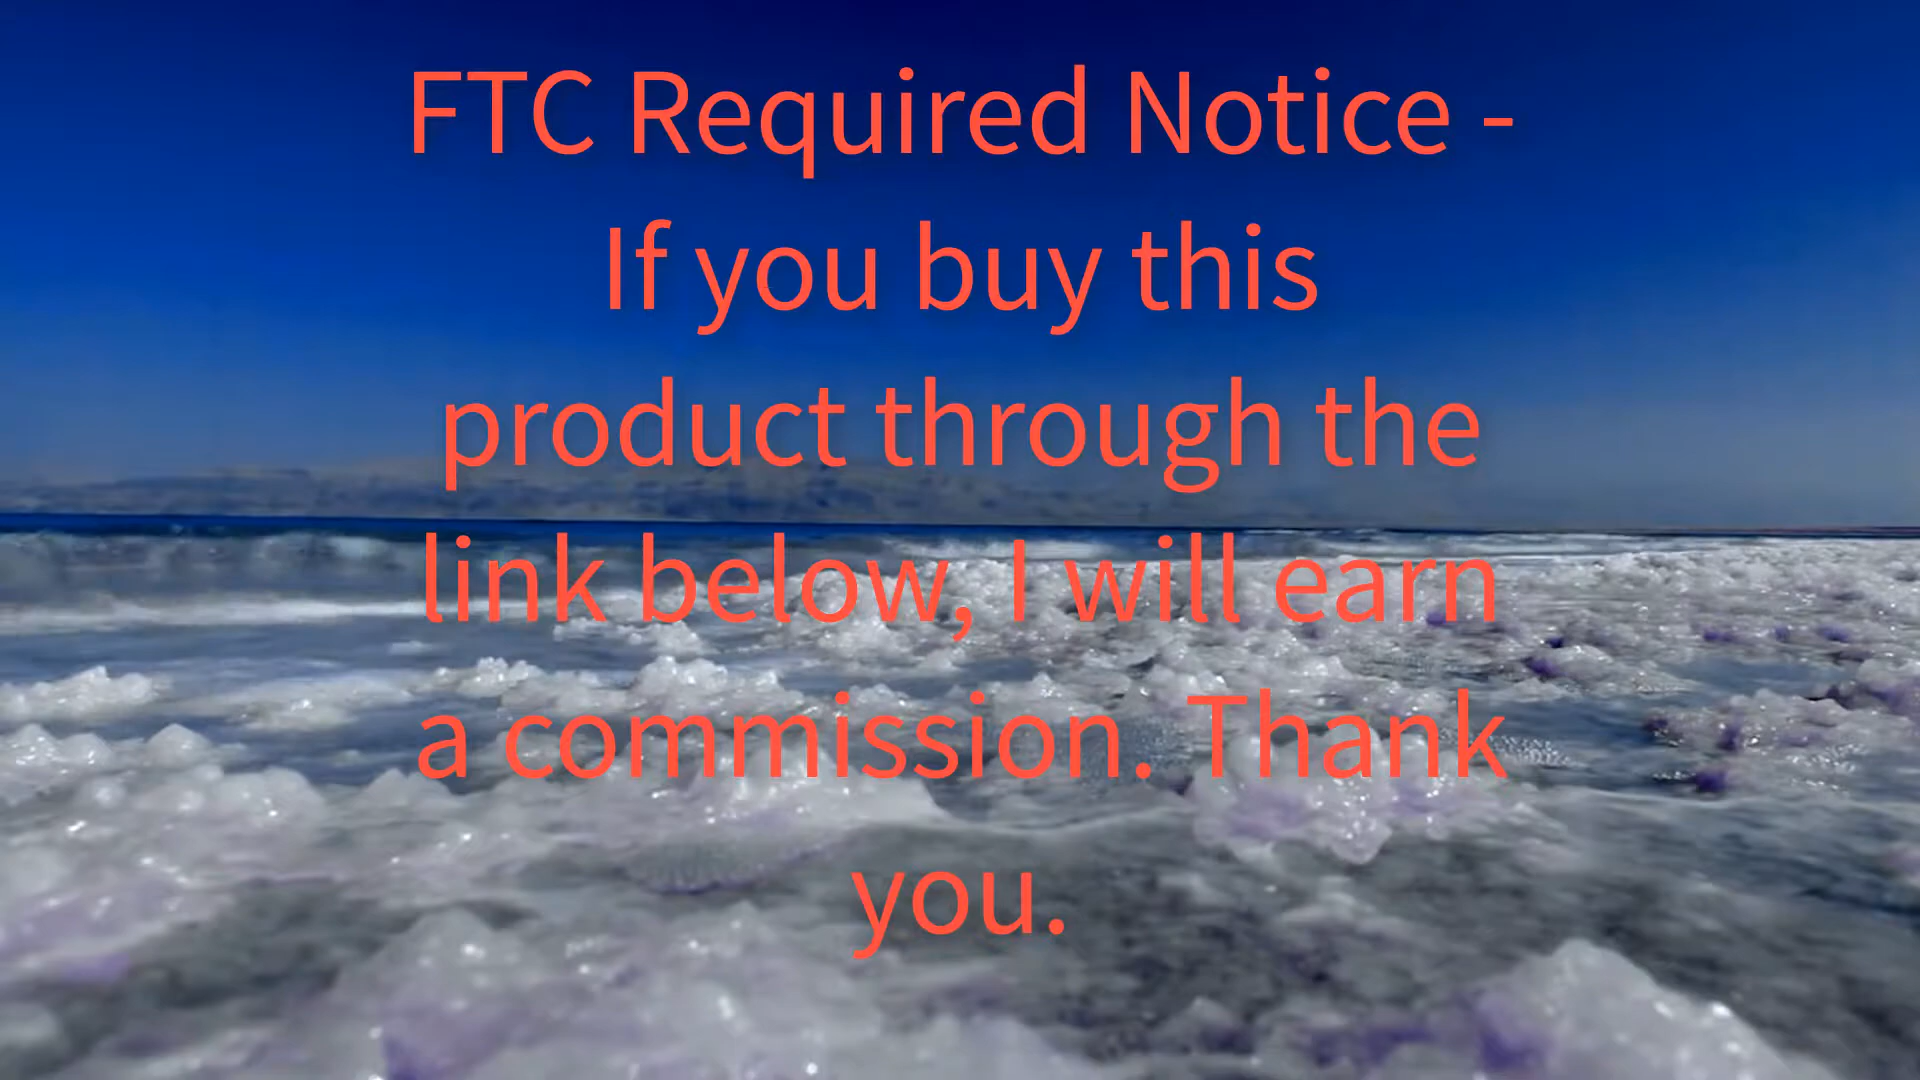 FTC Required Notice -
If you buy this
product through the
link below, I will earn
a commission. Thank
you.